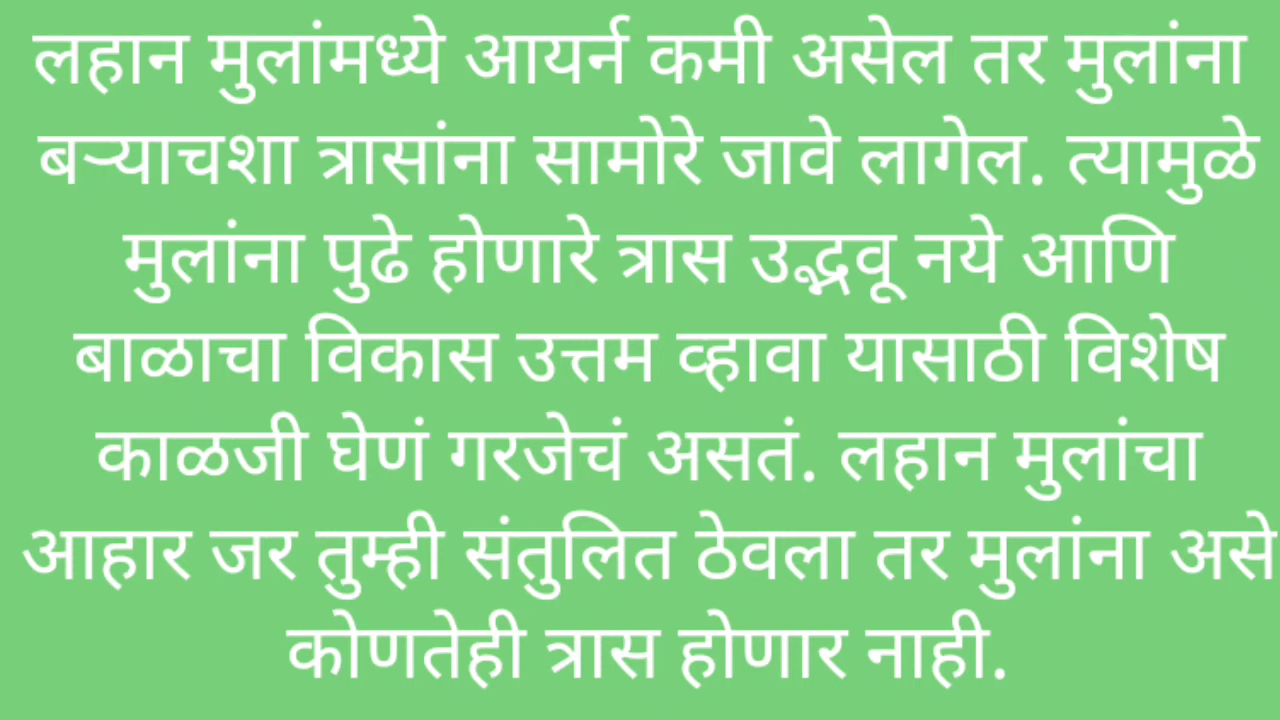 लहान मुलांमध्ये आयर्न कमी असेल तर मुलांना
बऱ्याचशा त्रासांना सामोरे जावे लागेल. त्यामुळे
मुलांना पुढे होणारे त्रास उद्भवू नये आणि
बाळाचा विकास उत्तम व्हावा यासाठी विशेष
काळजी घेणं गरजेचं असतं. लहान मुलांचा
आहार जर तुम्ही संतुलित ठेवला तर मुलांना असे
कोणतेही त्रास होणार नाही.